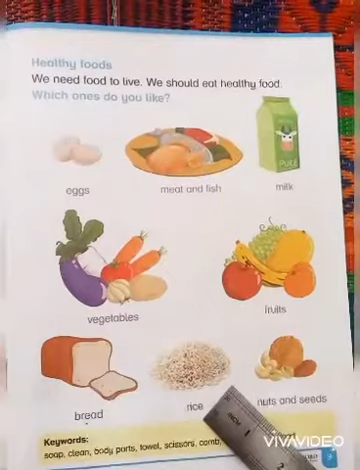 Healthy foods
We need food to live. We should eat healthy food.
Which ones do you like?
PURE
eggs
meat and fish
milk
vegetables
fruits
bread
rice
nuts and seeds
Keywords:
soap, clean, body parts, towel, scissors, comb,
VIVAVIDEO